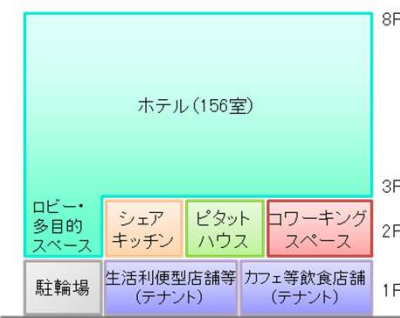 8F
ホテル(156室)
3F
ロビー・
多目的
スペース
シェア
キッチン
ピタット
ハウス
コワーキング
スペース
2F
駐輪場
生活利便型店舗等
(テナント)
カフェ等飲食店舗
(テナント)
1F